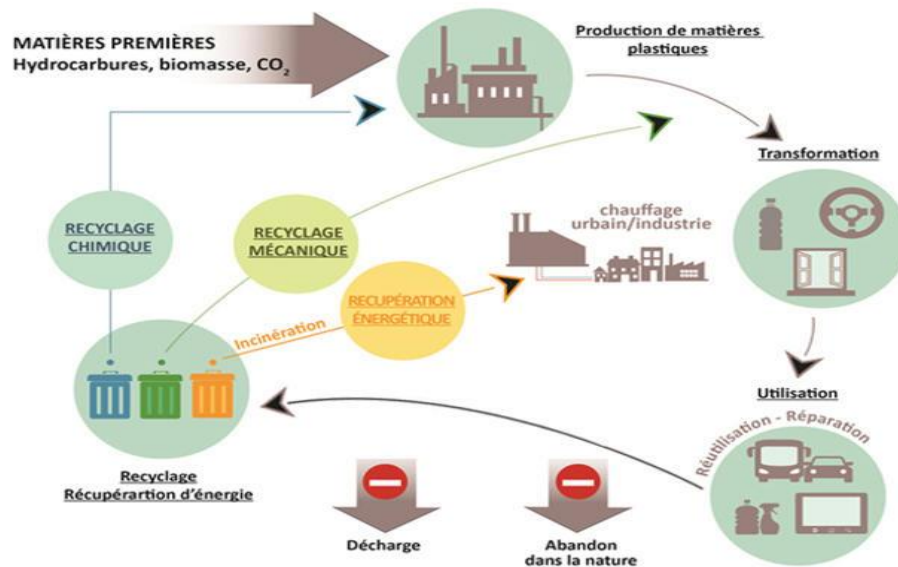 MATIÈRES PREMIÈRES
Hydrocarbures, biomasse, CO₂
Production de matières
plastiques
Transformation
RECYCLAGE
CHIMIQUE
RECYCLAGE
MÉCANIQUE
chauffage
urbain/industrie
RECUPÉRATION
ÉNERGÉTIQUE
Incinération
Utilisation
Réutilisation - Réparation
Recyclage
Récupérartion d'énergie
Décharge
Abandon
dans la nature